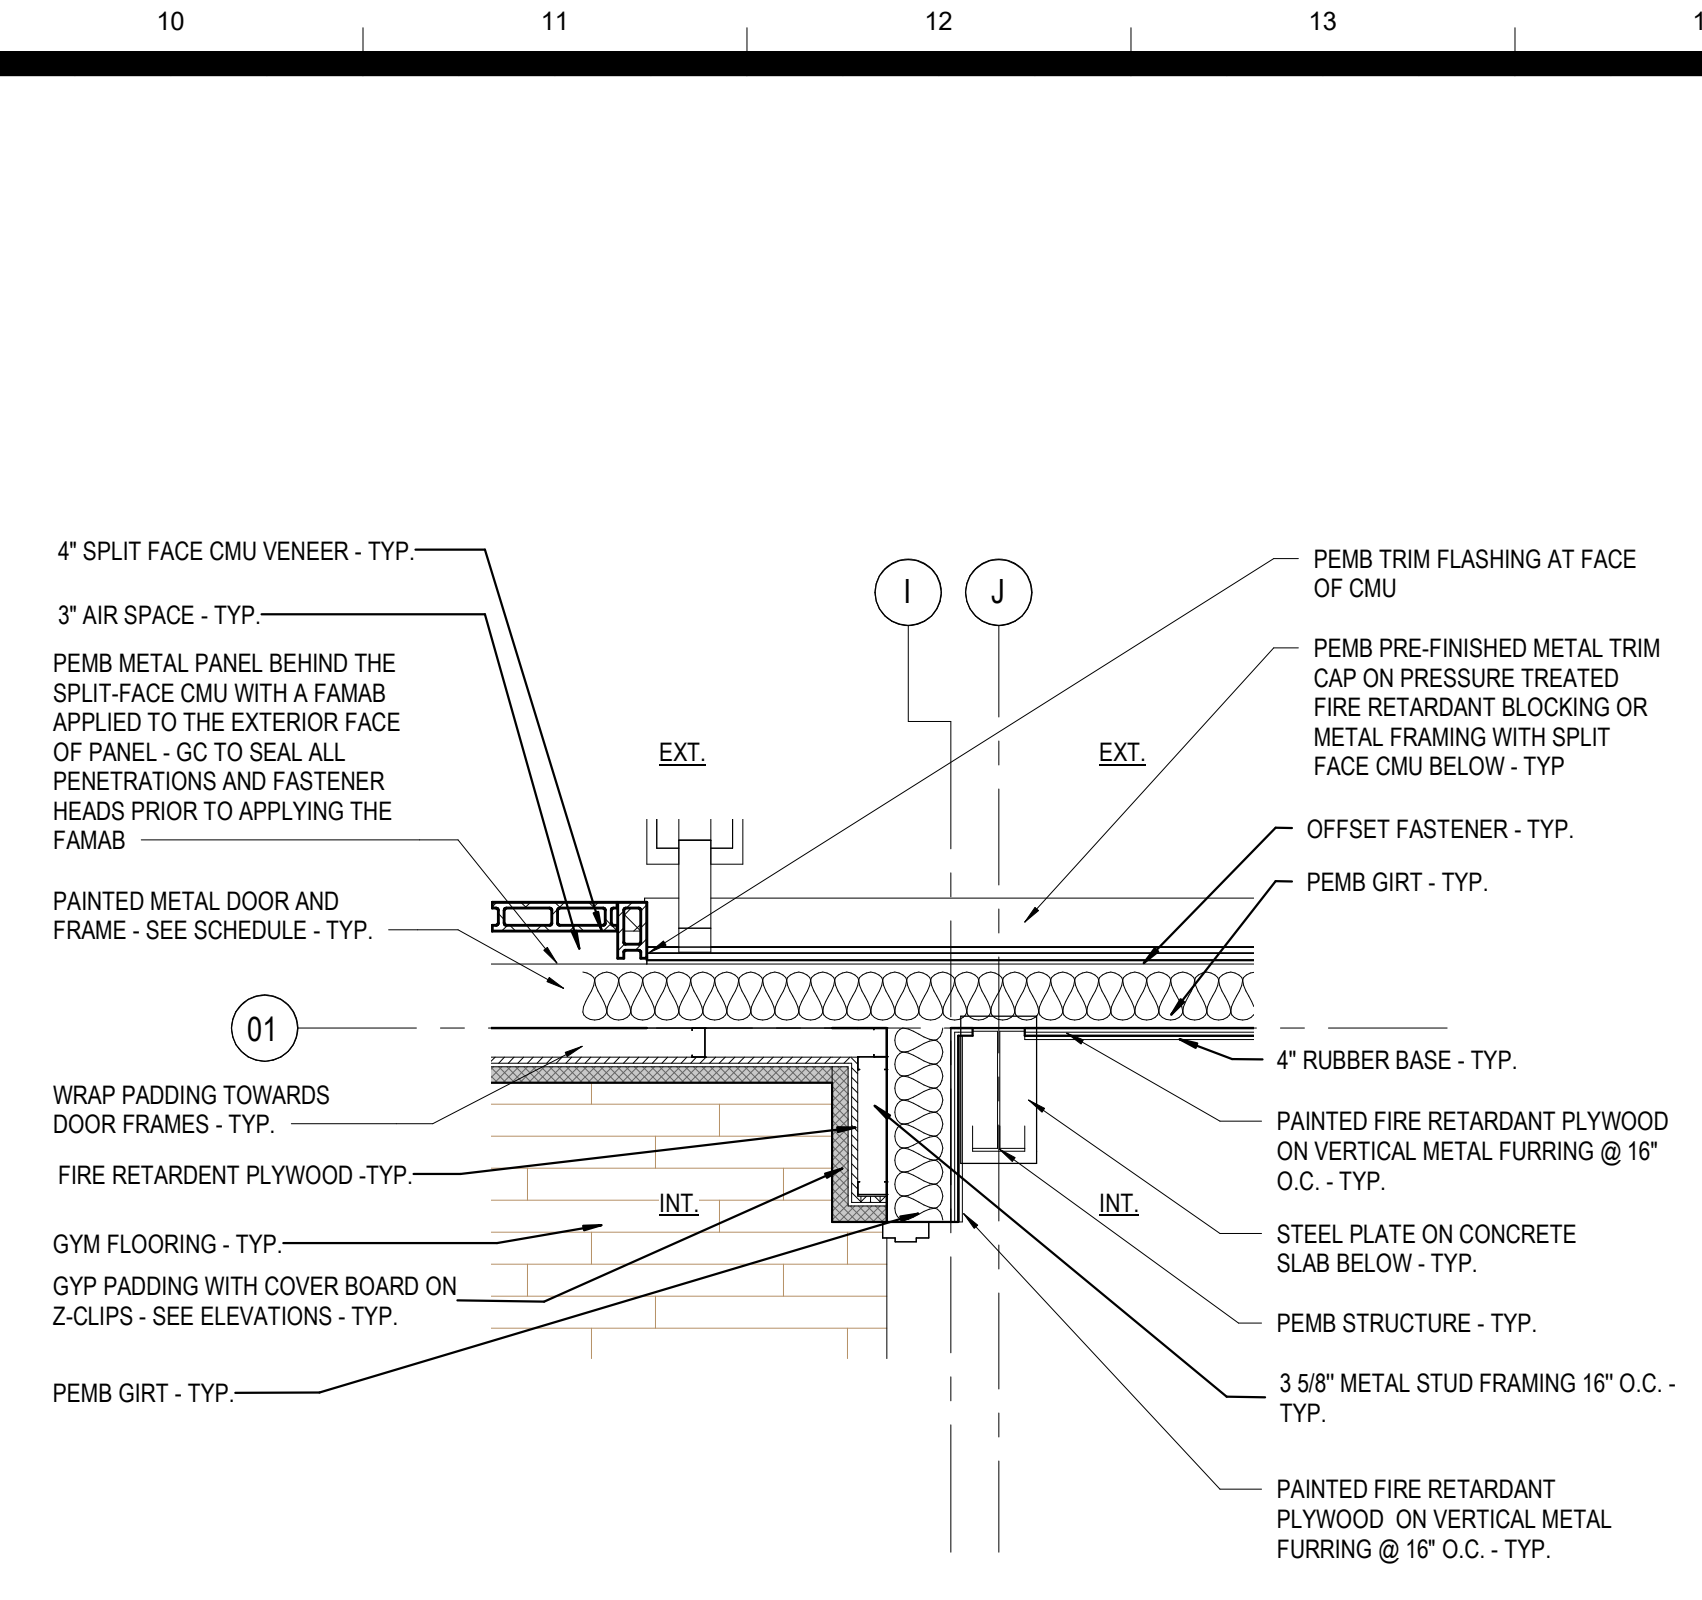 10
11
12
13
1
4" SPLIT FACE CMU VENEER - TYP.
3" AIR SPACE - TYP.
PEMB METAL PANEL BEHIND THE
SPLIT-FACE CMU WITH A FAMAB
APPLIED TO THE EXTERIOR FACE
OF PANEL - GC TO SEAL ALL
PENETRATIONS AND FASTENER
HEADS PRIOR TO APPLYING THE
FAMAB
PAINTED METAL DOOR AND
FRAME - SEE SCHEDULE - TYP.
01
WRAP PADDING TOWARDS
DOOR FRAMES - TYP.
FIRE RETARDENT PLYWOOD -TYP.
GYM FLOORING - TYP.
GYP PADDING WITH COVER BOARD ON
Z-CLIPS - SEE ELEVATIONS - TYP.
PEMB GIRT - TYP.
I
J
EXT.
EXT.
INT.
INT.
PEMB TRIM FLASHING AT FACE
OF CMU
PEMB PRE-FINISHED METAL TRIM
CAP ON PRESSURE TREATED
FIRE RETARDANT BLOCKING OR
METAL FRAMING WITH SPLIT
FACE CMU BELOW - TYP
OFFSET FASTENER - TYP.
PEMB GIRT - TYP.
4" RUBBER BASE - TYP.
PAINTED FIRE RETARDANT PLYWOOD
ON VERTICAL METAL FURRING @ 16"
O.C. - TYP.
STEEL PLATE ON CONCRETE
SLAB BELOW - TYP.
PEMB STRUCTURE - TYP.
3 5/8" METAL STUD FRAMING 16" O.C. -
TYP.
PAINTED FIRE RETARDANT
PLYWOOD  ON VERTICAL METAL
FURRING @ 16" O.C. - TYP.